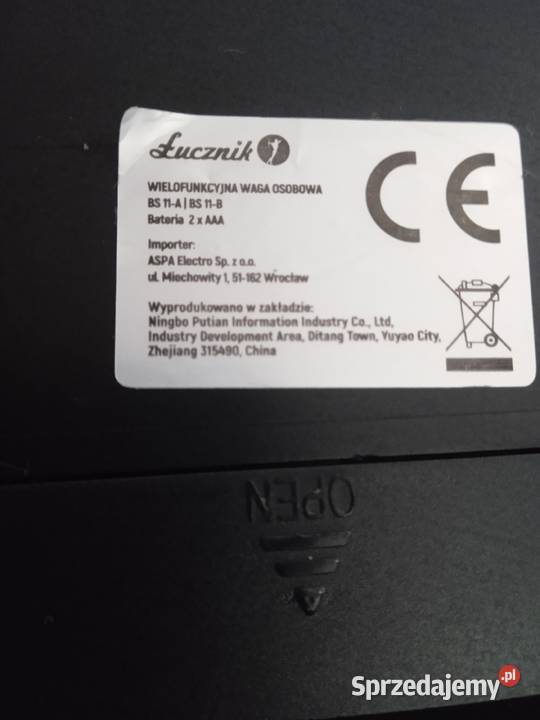 Łucznik
WIELOFUNKCYJNA WAGA OSOBOWA
BS 11-A | BS 11-B
Bateria 2 x AAA
Importer:
ASPA Electro Sp. z o.o.
ul. Miechowity 1, 51-162 Wrocław
Wyprodukowano w zakładzie:
Ningbo Putian Information Industry Co., Ltd,
Industry Development Area, Ditang Town, Yuyao City,
Zhejiang 315490, China
CE
OPEN
Sprzedajemy.pl